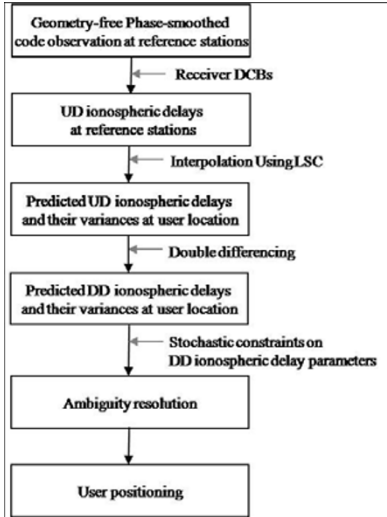 Geometry-free Phase-smoothed
code observation at reference stations
Receiver DCBs
UD ionospheric delays
at reference stations
Interpolation Using LSC
Predicted UD ionospheric delays
and their variances at user location
Double differencing
Predicted DD ionospheric delays
and their variances at user location
Stochastic constraints on
DD ionospheric delay parameters
Ambiguity resolution
User positioning